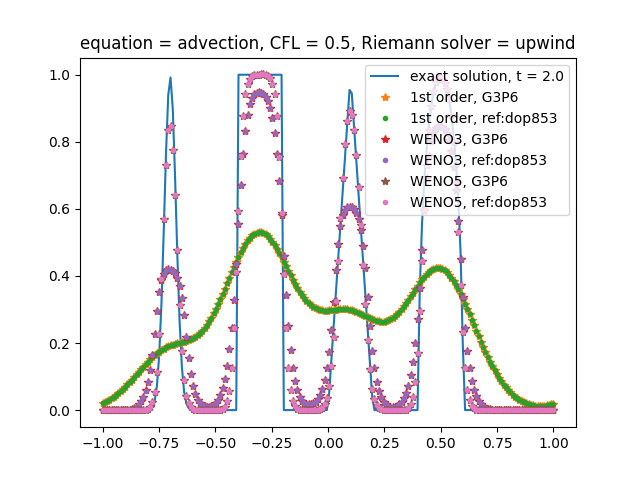 equation = advection, CFL = 0.5, Riemann solver = upwind
1.0
0.8
0.6
0.4
0.2
0.0
exact solution, t = 2.0
1st order, G3P6
1st order, ref:dop853
WENO3, G3P6
WENO3, ref:dop853
WENO5, G3P6
WENO5, ref:dop853
−1.00 −0.75 −0.50 −0.25 0.00 0.25 0.50 0.75 1.00